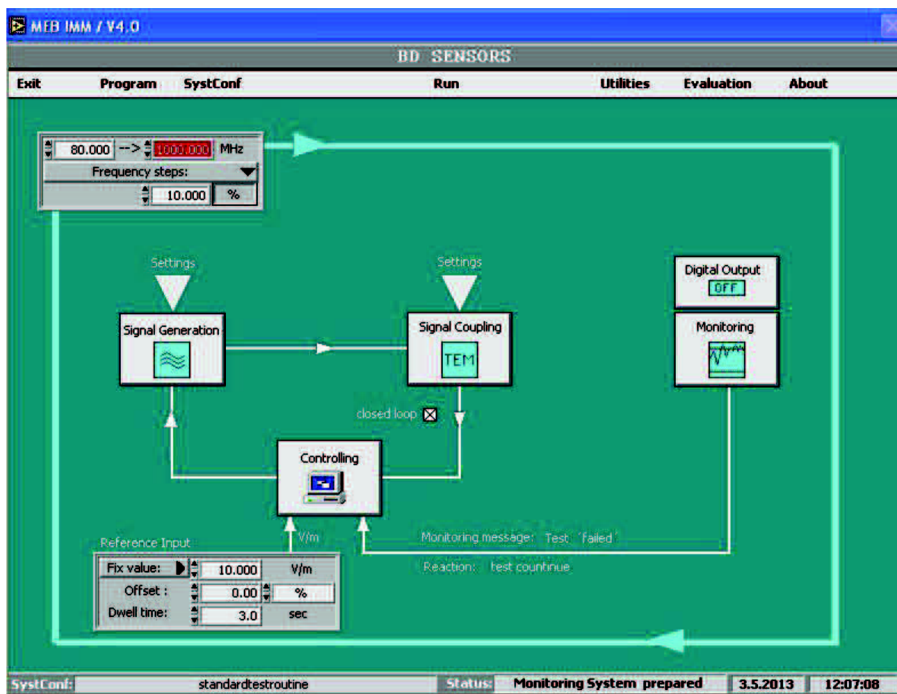 MEB IMM / V4.0
BD SENSORS
Exit Program SystConf Run Utilities Evaluation About
80.000 --> 1000.000 MHz
Frequency steps:
10.000 %
Settings Settings
Digital Output
OFF
Signal Generation Signal Coupling Monitoring
TEM
closed loop
Controlling
V/m
Monitoring message: Test 'failed'
Reference Input
Reaction: test countinue
Fix value: 10.000 V/m
Offset : 0.00 %
Dwell time: 3.0 sec
SystConf: standardtestroutine Status: Monitoring System prepared 3.5.2013 12:07:08